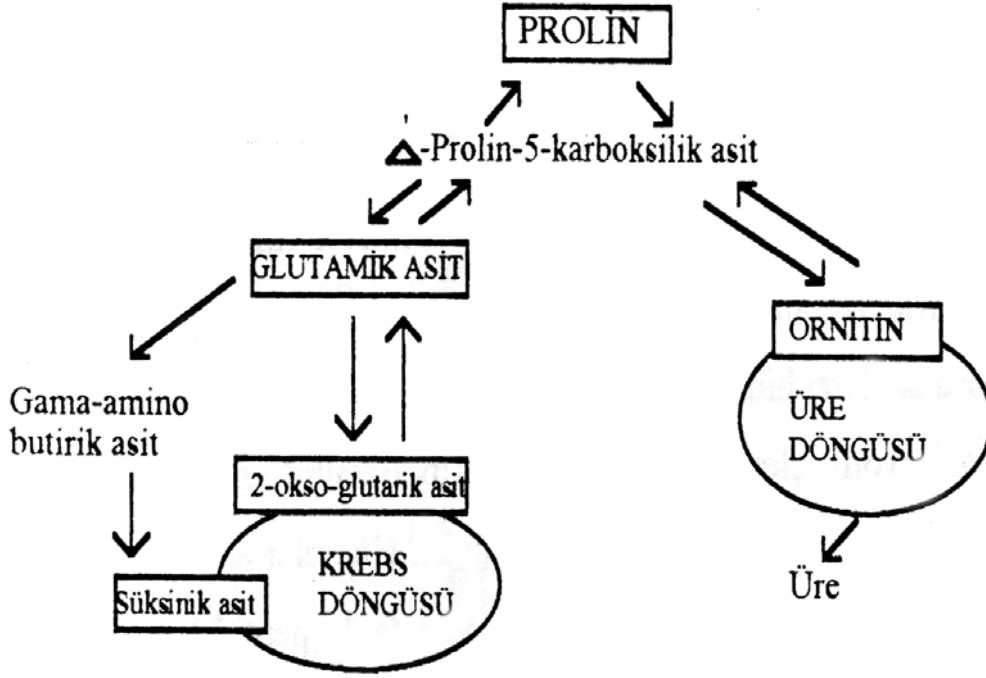 PROLİN
Δ-Prolin-5-karboksilik asit
GLUTAMİK ASİT
ORNİTİN
Gama-amino
butirik asit
ÜRE
DÖNGÜSÜ
2-okso-glutarik asit
KREBS
DÖNGÜSÜ
Süksinik asit
Üre